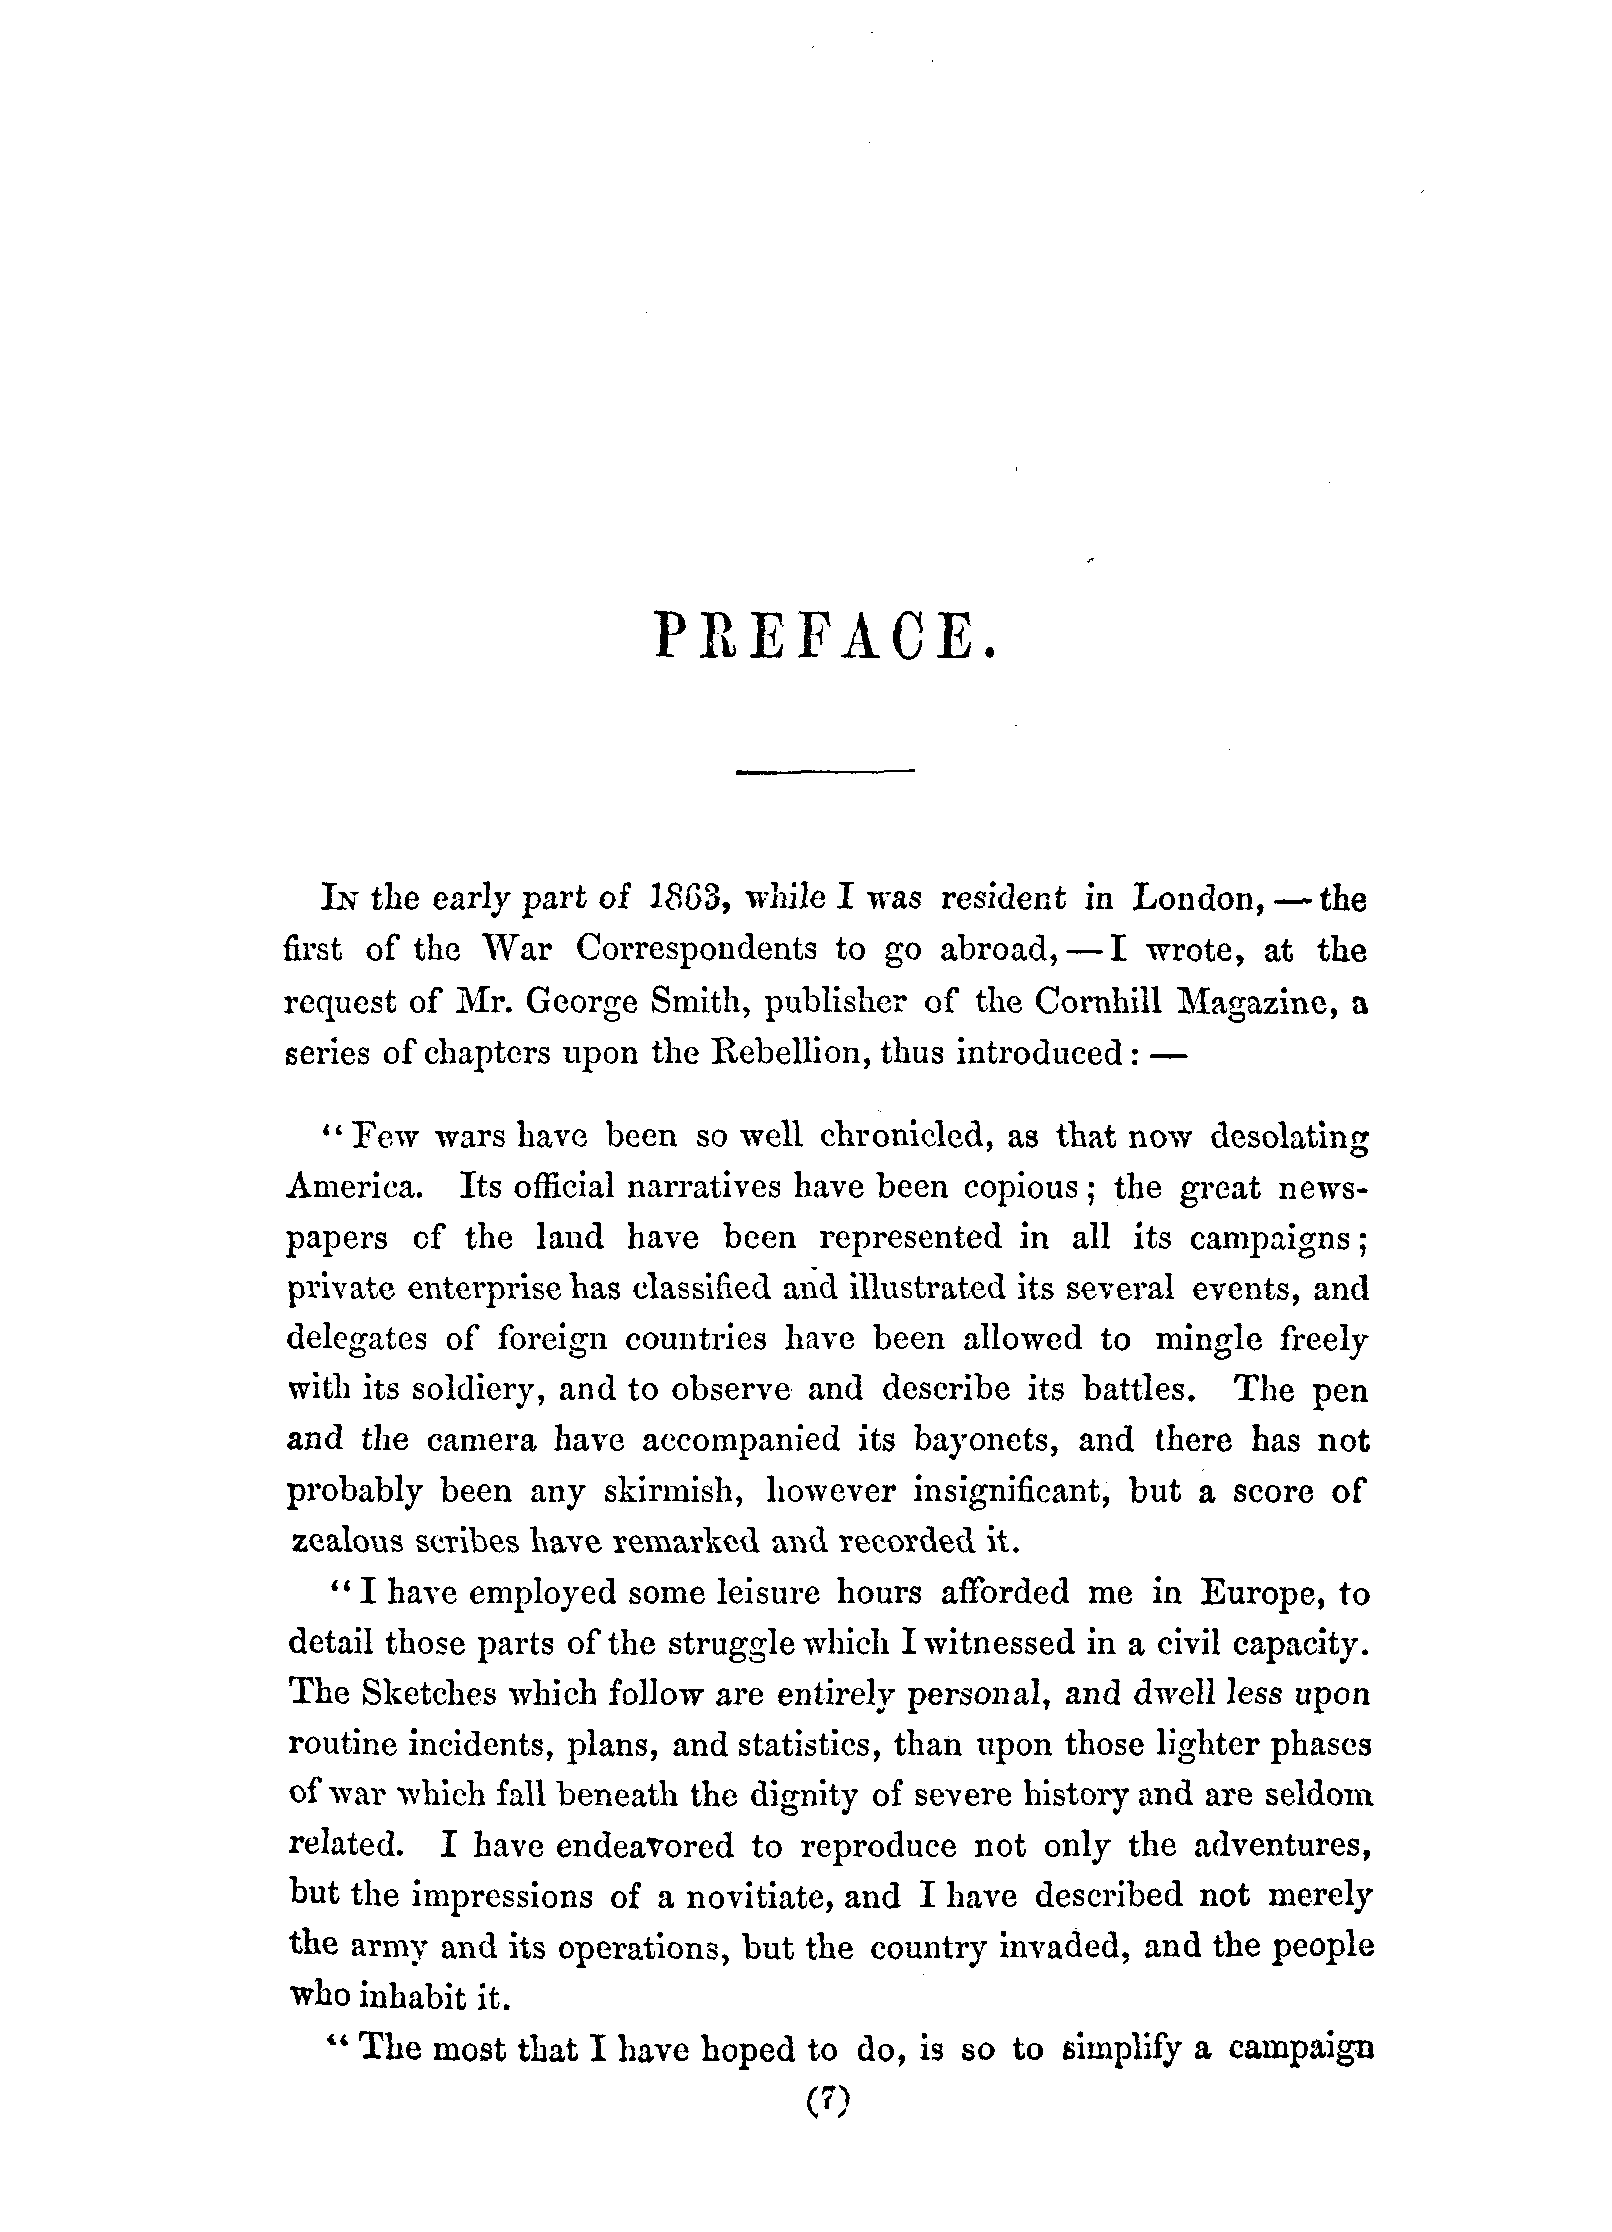 PREFACE.
In the early part of 1863, while I was resident in London, — the
first of the War Correspondents to go abroad, — I wrote, at the
request of Mr. George Smith, publisher of the Cornhill Magazine, a
series of chapters upon the Rebellion, thus introduced: —
“Few wars have been so well chronicled, as that now desolating
America. Its official narratives have been copious; the great news-
papers of the land have been represented in all its campaigns;
private enterprise has classified and illustrated its several events, and
delegates of foreign countries have been allowed to mingle freely
with its soldiery, and to observe and describe its battles. The pen
and the camera have accompanied its bayonets, and there has not
probably been any skirmish, however insignificant, but a score of
zealous scribes have remarked and recorded it.
“I have employed some leisure hours afforded me in Europe, to
detail those parts of the struggle which I witnessed in a civil capacity.
The Sketches which follow are entirely personal, and dwell less upon
routine incidents, plans, and statistics, than upon those lighter phases
of war which fall beneath the dignity of severe history and are seldom
related. I have endeavored to reproduce not only the adventures,
but the impressions of a novitiate, and I have described not merely
the army and its operations, but the country invaded, and the people
who inhabit it.
“The most that I have hoped to do, is so to simplify a campaign
(7)